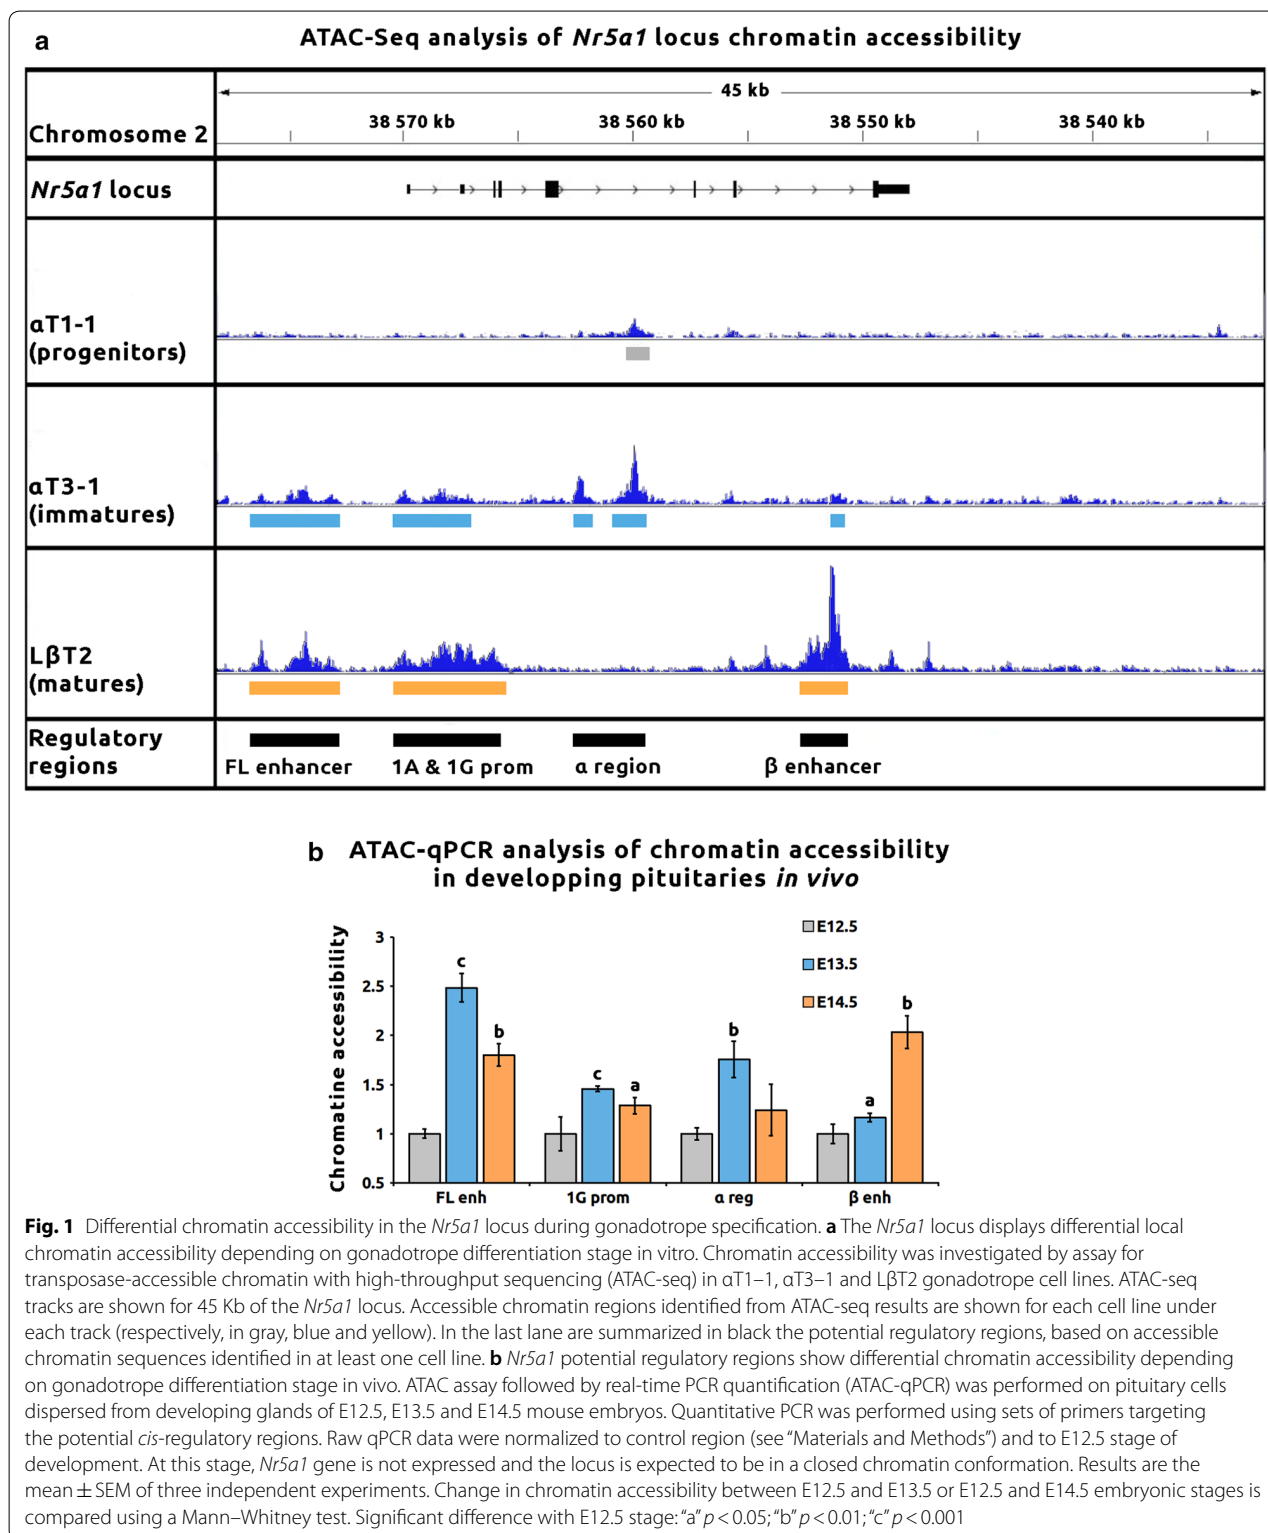 a
ATAC-Seq analysis of Nr5a1 locus chromatin accessibility
45 kb
Chromosome 2
38 570 kb 38 560 kb 38 550 kb 38 540 kb
Nr5a1 locus
αT1-1
(progenitors)
αT3-1
(immatures)
LβT2
(matures)
Regulatory
regions
FL enhancer 1A & 1G prom α region β enhancer
b ATAC-qPCR analysis of chromatin accessibility
in developping pituitaries in vivo
Chromatine accessibility
3
2.5
2
1.5
1
0.5
E12.5
E13.5
E14.5
c
b
c
a
b
a
b
FL enh 1G prom α reg β enh
Fig. 1 Differential chromatin accessibility in the Nr5a1 locus during gonadotrope specification. a The Nr5a1 locus displays differential local
chromatin accessibility depending on gonadotrope differentiation stage in vitro. Chromatin accessibility was investigated by assay for
transposase-accessible chromatin with high-throughput sequencing (ATAC-seq) in αT1–1, αT3–1 and LβT2 gonadotrope cell lines. ATAC-seq
tracks are shown for 45 Kb of the Nr5a1 locus. Accessible chromatin regions identified from ATAC-seq results are shown for each cell line under
each track (respectively, in gray, blue and yellow). In the last lane are summarized in black the potential regulatory regions, based on accessible
chromatin sequences identified in at least one cell line. b Nr5a1 potential regulatory regions show differential chromatin accessibility depending
on gonadotrope differentiation stage in vivo. ATAC assay followed by real-time PCR quantification (ATAC-qPCR) was performed on pituitary cells
dispersed from developing glands of E12.5, E13.5 and E14.5 mouse embryos. Quantitative PCR was performed using sets of primers targeting
the potential cis-regulatory regions. Raw qPCR data were normalized to control region (see “Materials and Methods”) and to E12.5 stage of
development. At this stage, Nr5a1 gene is not expressed and the locus is expected to be in a closed chromatin conformation. Results are the
mean ± SEM of three independent experiments. Change in chromatin accessibility between E12.5 and E13.5 or E12.5 and E14.5 embryonic stages is
compared using a Mann–Whitney test. Significant difference with E12.5 stage: “a” p < 0.05; “b” p < 0.01; “c” p < 0.001